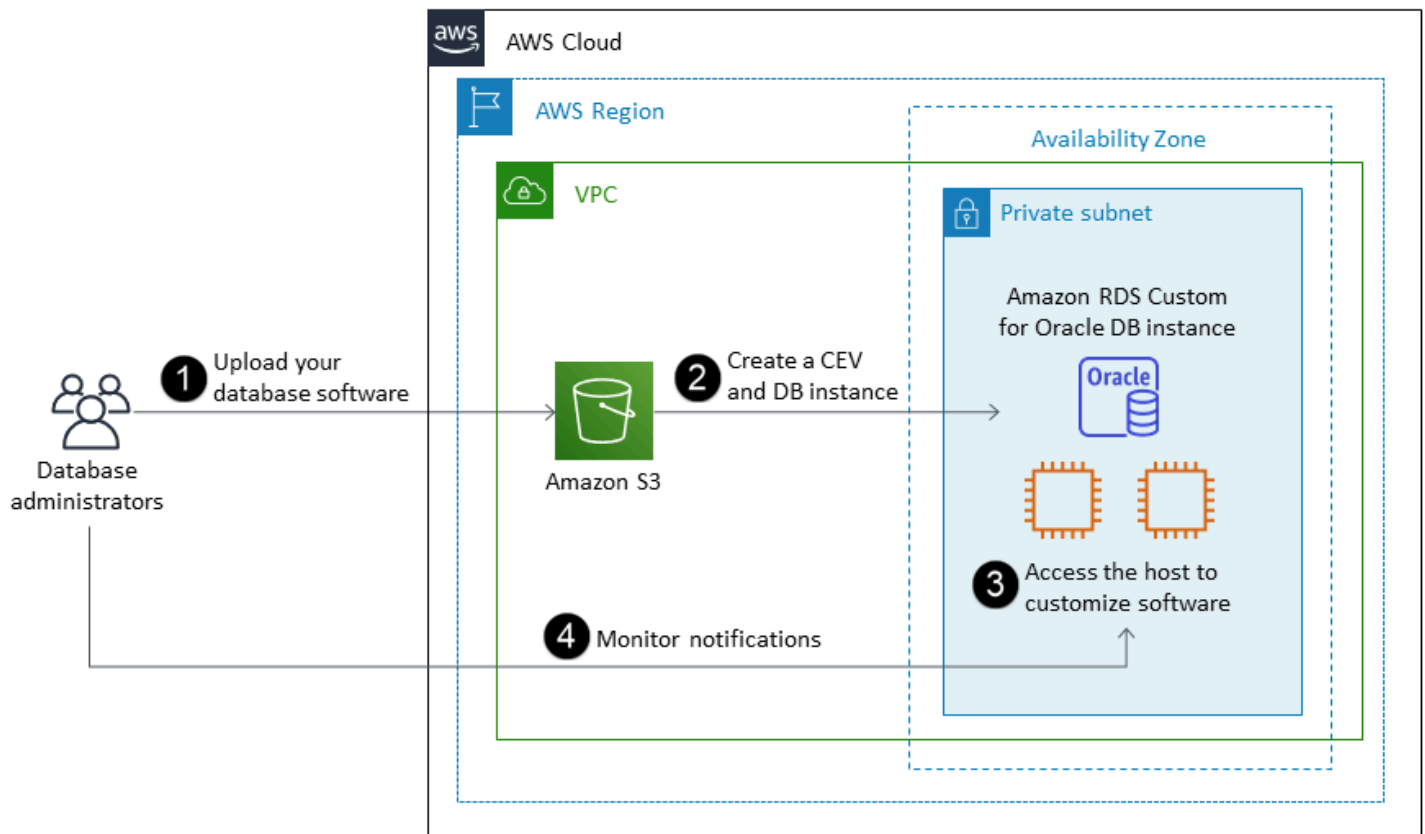 aws
AWS Cloud
AWS Region
Availability Zone
VPC
Private subnet
Amazon RDS Custom
for Oracle DB instance
1
Upload your
database software
2
Create a CEV
and DB instance
Oracle
Database
administrators
Amazon S3
3
Access the host to
customize software
4
Monitor notifications